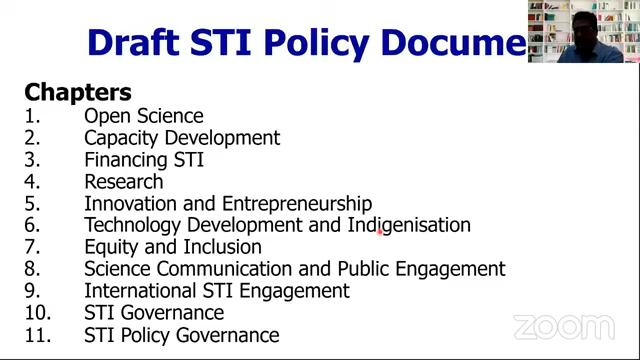 Draft STI Policy Docume
Chapters
1. Open Science
2. Capacity Development
3. Financing STI
4. Research
5. Innovation and Entrepreneurship
6. Technology Development and Indigenisation
7. Equity and Inclusion
8. Science Communication and Public Engagement
9. International STI Engagement
10. STI Governance
11. STI Policy Governance
zoom